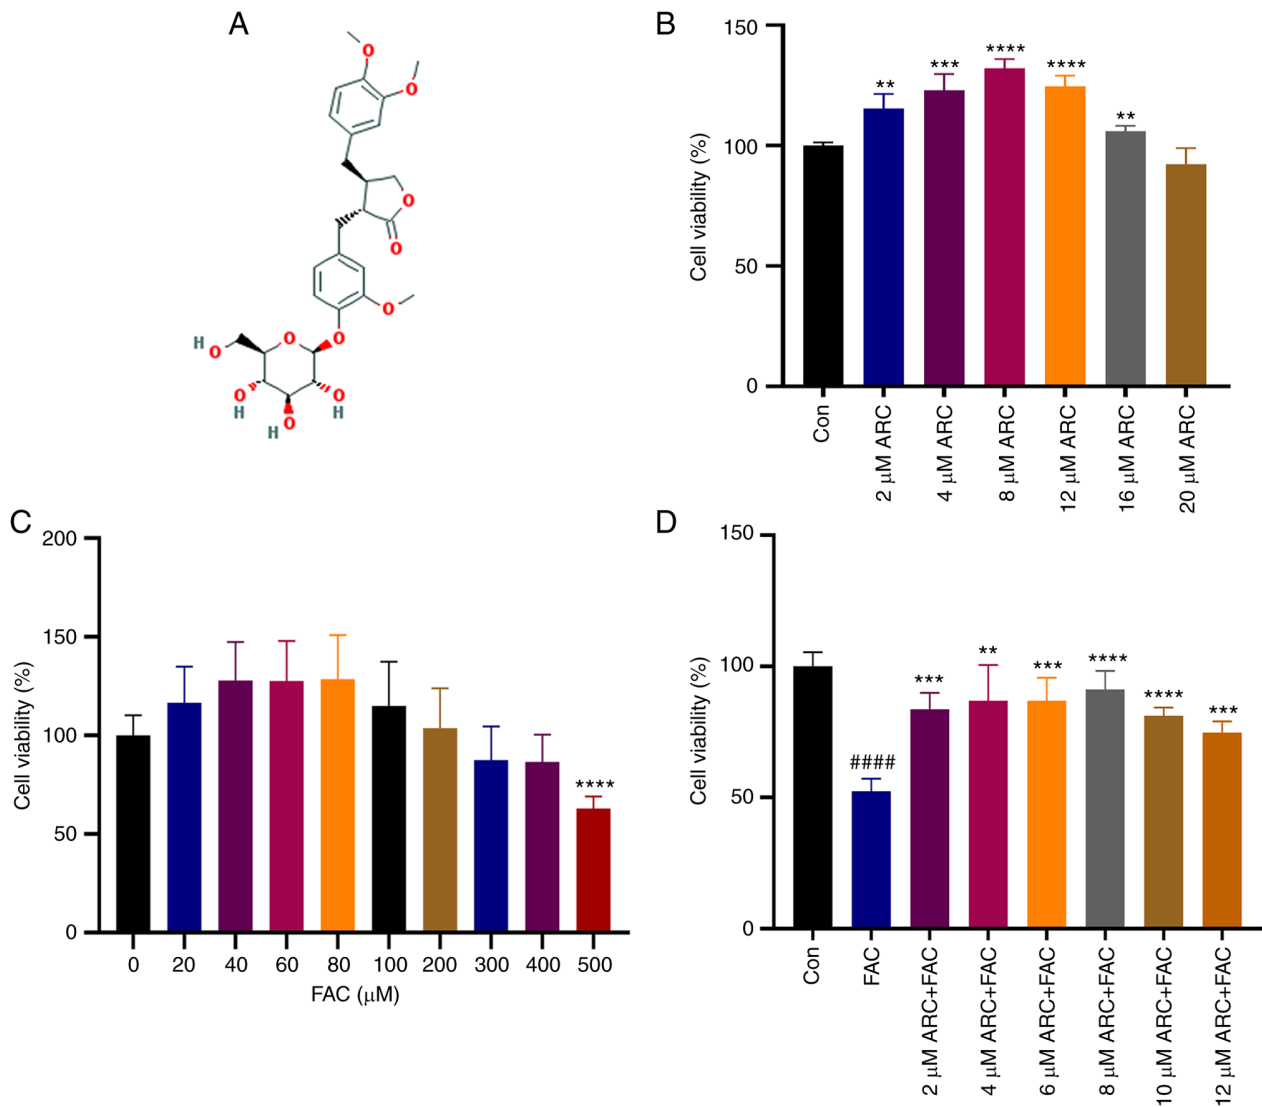 A
O
O
O
O
O
O
O
O
H
O
O
H
O
H
O
H
B
Cell viability (%)
150
100
50
0
**
***
****
****
**
Con
2 μM ARC
4 μM ARC
8 μM ARC
12 μM ARC
16 μM ARC
20 μM ARC
C
Cell viability (%)
200
150
100
50
0
****
0 20 40 60 80 100 200 300 400 500
FAC (μM)
D
Cell viability (%)
150
100
50
0
####
***
**
***
****
****
***
Con
FAC
2 μM ARC+FAC
4 μM ARC+FAC
6 μM ARC+FAC
8 μM ARC+FAC
10 μM ARC+FAC
12 μM ARC+FAC